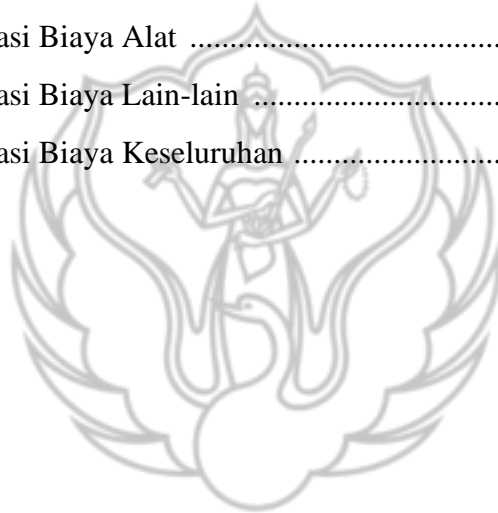 asi Biaya Alat ........................................
asi Biaya Lain-lain ................................
asi Biaya Keseluruhan ..........................